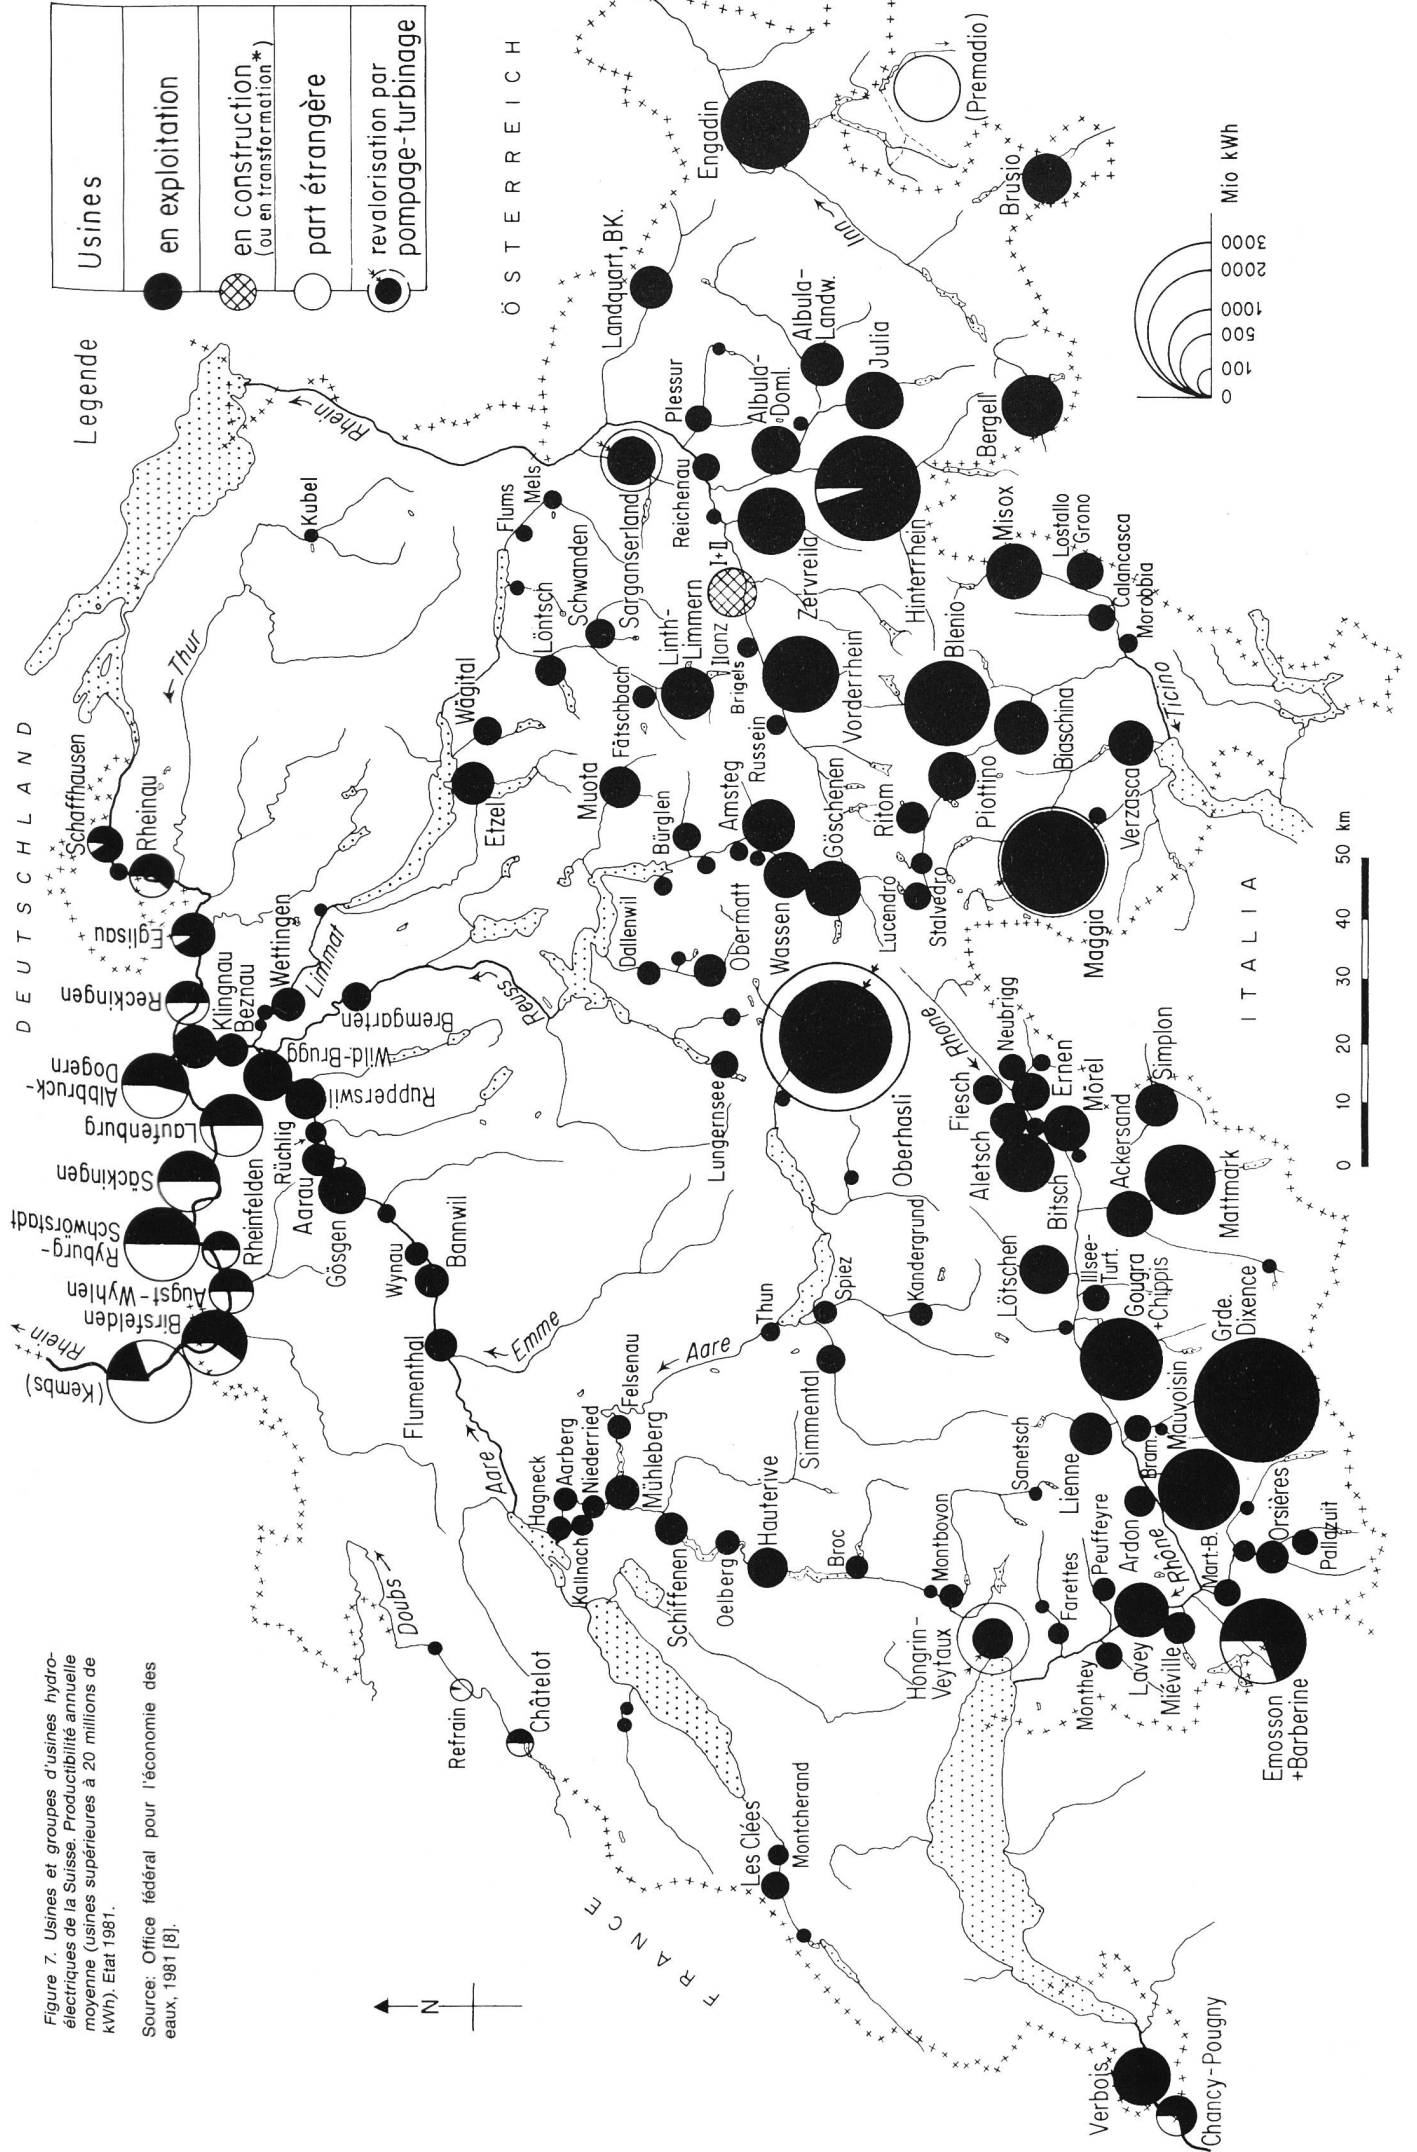 Figure 7. Usines et groupes d'usines hydro-
électriques de la Suisse. Productibilité annuelle
moyenne (usines supérieures à 20 millions de
kWh). Etat 1981.
Source: Office fédéral pour l'économie des
eaux, 1981 [8].
Legende
Usines
en exploitation
en construction
(ou en transformation*)
part étrangère
revalorisation par
pompage-turbinage
N
DEUTSCHLAND
ÖSTERREICH
FRANCE
ITALIA
Rhein
(Kembs)
Birsfelden
Augst-Wyhlen
Ryburg-
Schwörstadt
Rheinfelden
Säckingen
Laufenburg
Albbruck-
Dogern
Reckingen
Eglisau
Rheinau
Schaffhausen
Klingnau
Beznau
Wettingen
Limmat
Wild.-Brugg
Bremgarten
Rupperswil
Rüchlig
Aarau
Gösgen
Wynau
Bannwil
Flumenthal
Emme
Aare
Reuss
Thur
Kubel
Rhein
Doubs
Refrain
Châtelot
Hagneck
Aarberg
Niederried
Kallnach
Felsenau
Mühleberg
Schiffenen
Oelberg
Hauterive
Broc
Montbovon
Les Clées
Montcherand
Aare
Thun
Spiez
Simmental
Kandergrund
Lungernsee
Oberhasli
Dallenwil
Obermatt
Bürglen
Amsteg
Wassen
Göschenen
Lucendro
Etzel
Wägital
Muota
Fätschbach
Linth-
Limmern
Löntsch
Schwanden
Flums
Mels
Sarganserland
Landquart, BK.
Plessur
Reichenau
Ilanz I+II
Brigels
Russein
Vorderrhein
Zervreila
Hinterrhein
Albula-
Doml.
Albula-
Landw.
Julia
Engadin
Inn
(Premadio)
Brusio
Bergell
Misox
Lostallo
Grono
Calancasca
Morobbia
Blenio
Biaschina
Ritom
Piottino
Stalvedro
Maggia
Verzasca
Ticino
Rhône
Neubrigg
Fiesch
Ernen
Mörel
Aletsch
Bitsch
Ackersand
Simplon
Mattmark
Lötschen
Illsee-
Turt.
Gougra
+Chippis
Grde.
Dixence
Mauvoisin
Bram.
Lienne
Sanetsch
Ardon
Rhône
Mart.-B.
Orsières
Pallazuit
Hongrin-
Veytaux
Farettes
Peuffeyre
Monthey
Lavey
Miéville
Emosson
+Barberine
Verbois
Chancy-Pougny
0 10 20 30 40 50 km
0 100 500 1000 2000 3000 Mio kWh